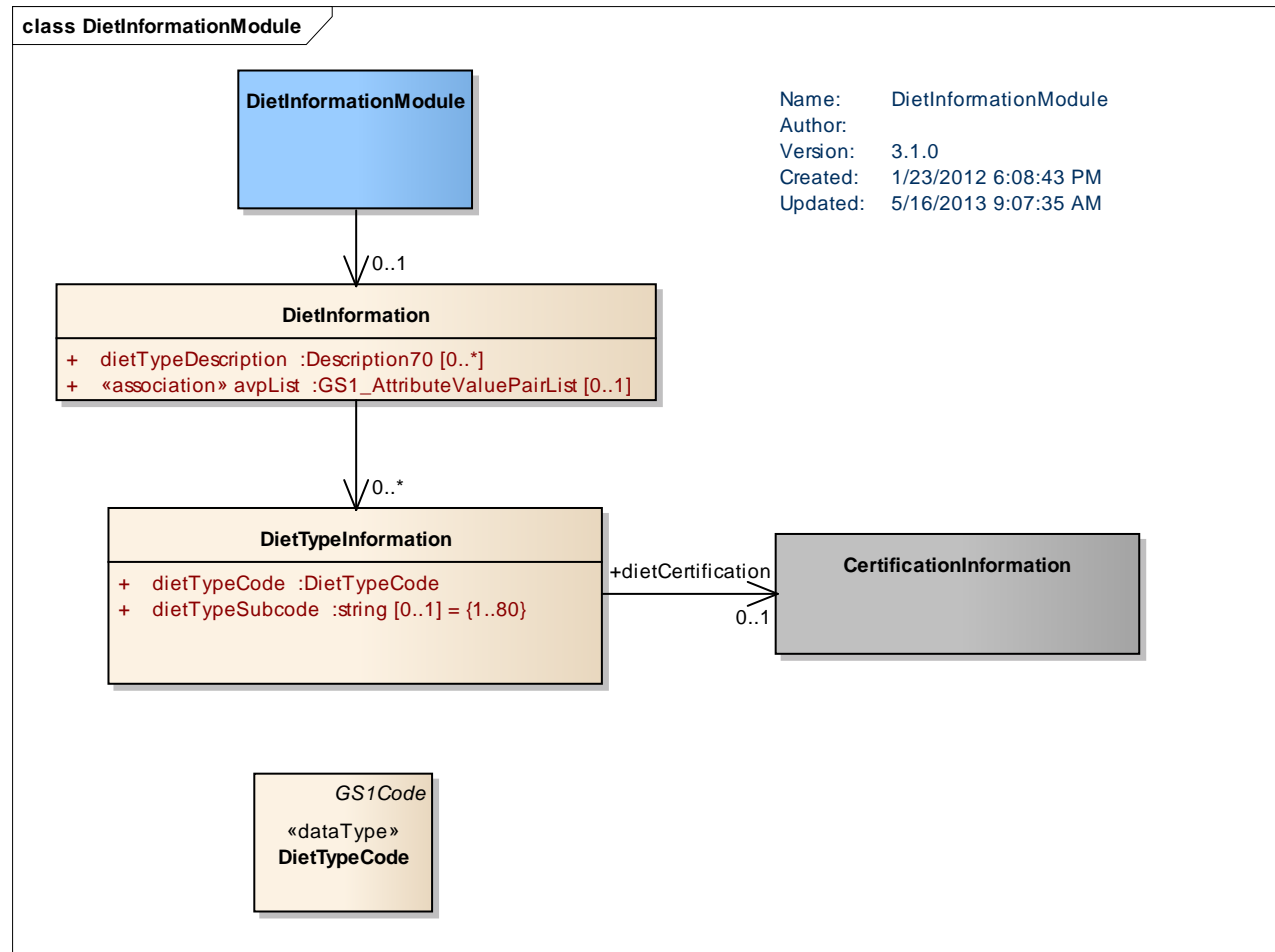 class DietInformationModule
DietInformationModule
Name: DietInformationModule
Author:
Version: 3.1.0
Created: 1/23/2012 6:08:43 PM
Updated: 5/16/2013 9:07:35 AM
0..1
DietInformation
+ dietTypeDescription :Description70 [0..*]
+ «association» avpList :GS1_AttributeValuePairList [0..1]
0..*
DietTypeInformation
+ dietTypeCode :DietTypeCode
+ dietTypeSubcode :string [0..1] = {1..80}
+dietCertification
0..1
CertificationInformation
GS1Code
«dataType»
DietTypeCode